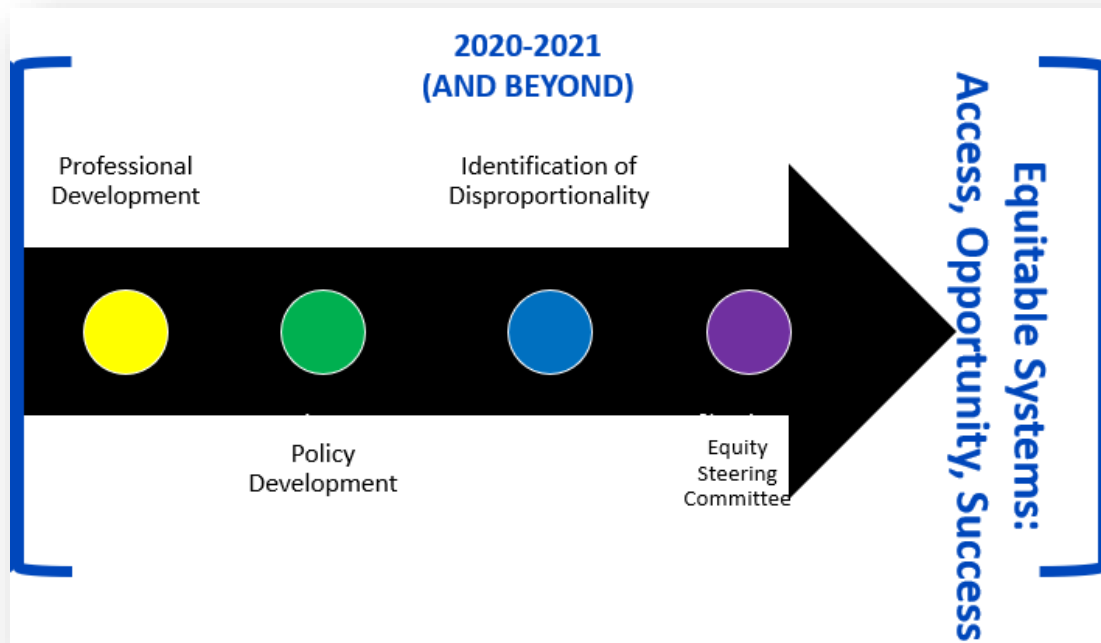 2020-2021
(AND BEYOND)
Professional
Development
Identification of
Disproportionality
Policy
Development
Equity
Steering
Committee
Equitable Systems:
Access, Opportunity, Success